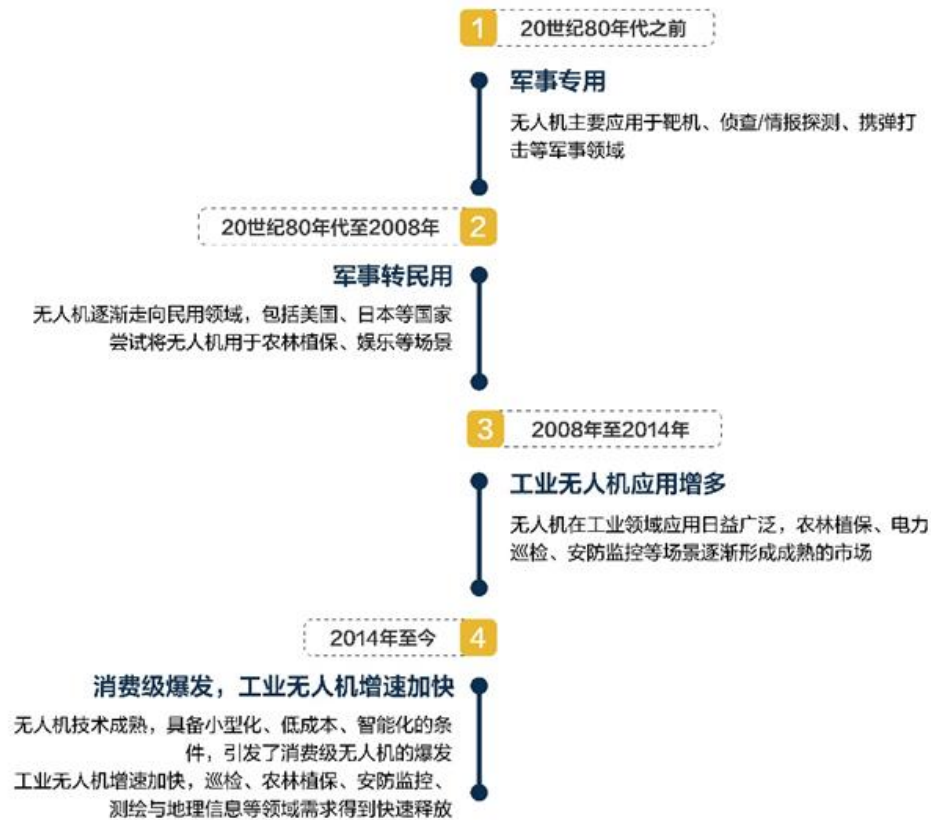 1
20世纪80年代之前
军事专用
无人机主要应用于靶机、侦查/情报探测、携弹打
击等军事领域
20世纪80年代至2008年
2
军事转民用
无人机逐渐走向民用领域，包括美国、日本等国家
尝试将无人机用于农林植保、娱乐等场景
3
2008年至2014年
工业无人机应用增多
无人机在工业领域应用日益广泛，农林植保、电力
巡检、安防监控等场景逐渐形成成熟的市场
2014年至今
4
消费级爆发，工业无人机增速加快
无人机技术成熟，具备小型化、低成本、智能化的条
件，引发了消费级无人机的爆发
工业无人机增速加快，巡检、农林植保、安防监控、
测绘与地理信息等领域需求得到快速释放